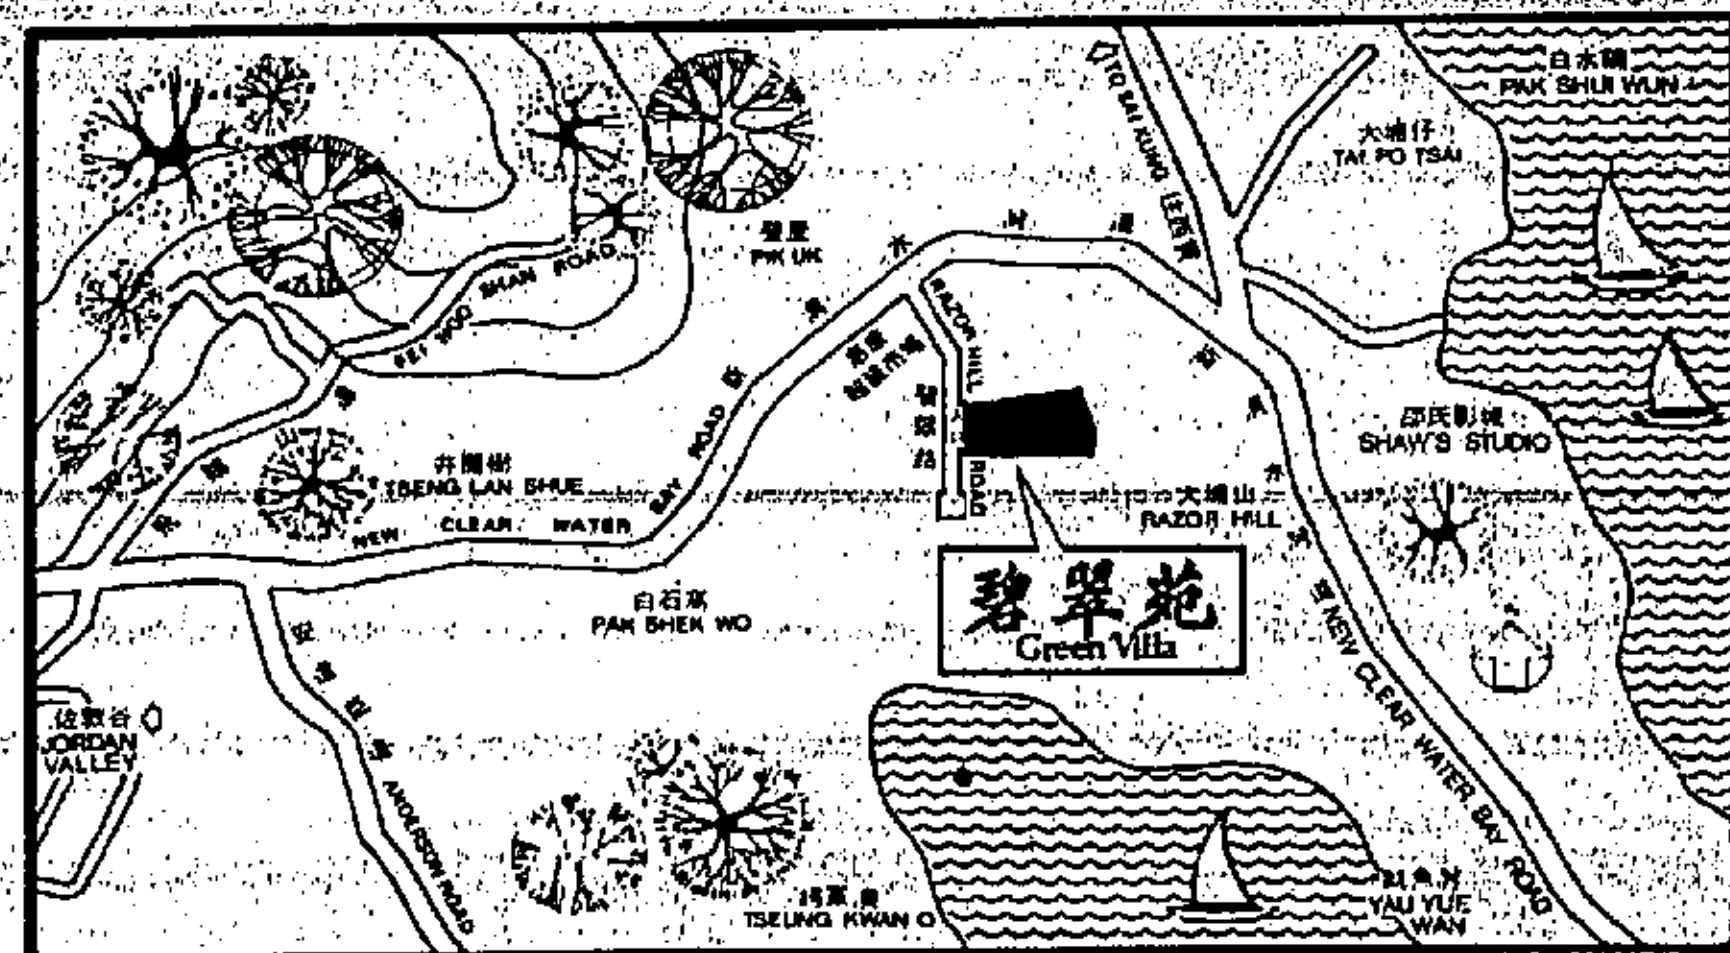 白水碗
PAK SHUI WUN
大埔仔
TAI PO TSAI
TO SAI KUNG 往西貢
璧屋
PIK UK
FEI NGO SHAN ROAD
RAZOR HILL
ROAD
邵氏影城
SHAW'S STUDIO
井欄樹
TSENG LAN SHUE
NEW CLEAR WATER BAY ROAD
大埔山
RAZOR HILL
碧翠苑
Green Villa
白石窩
PAK SHEK WO
NEW CLEAR WATER BAY ROAD
佐敦谷
JORDAN
VALLEY
ANDERSON ROAD
將軍澳
TSEUNG KWAN O
YAU YUE
WAN